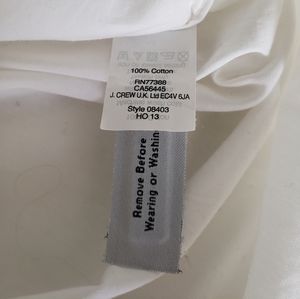 100% Cotton
RN77388
CA56445
J. CREW U.K. Ltd EC4V 6JA
Style 08403
HO 13
Remove Before
Wearing or Washin